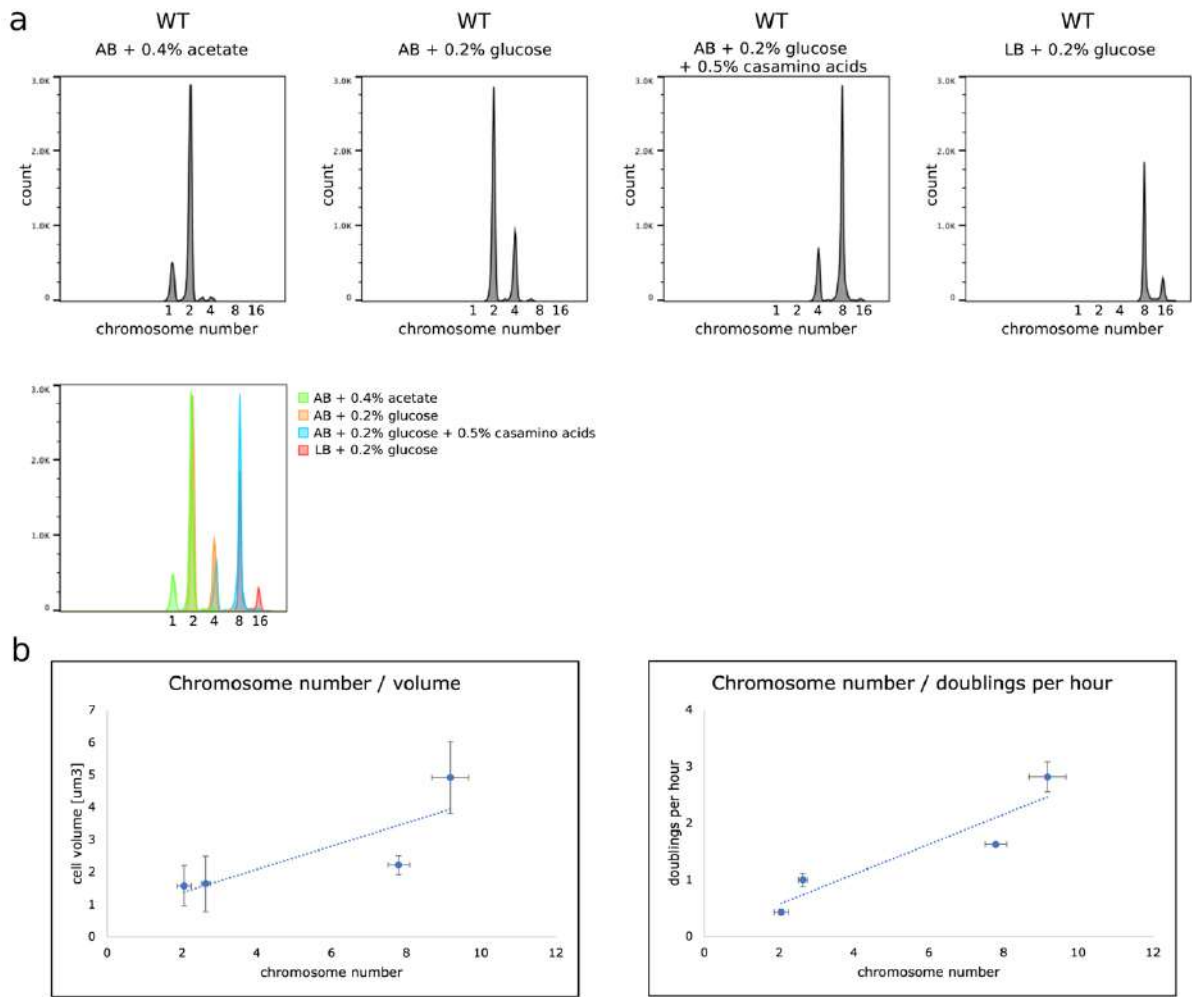 a
WT
AB + 0.4% acetate
WT
AB + 0.2% glucose
WT
AB + 0.2% glucose
+ 0.5% casamino acids
WT
LB + 0.2% glucose
3.0K
2.0K
1.0K
0
count
1 2 4 8 16
chromosome number
3.0K
2.0K
1.0K
0
count
1 2 4 8 16
chromosome number
3.0K
2.0K
1.0K
0
count
1 2 4 8 16
chromosome number
3.0K
2.0K
1.0K
0
count
1 2 4 8 16
chromosome number
3.0K
2.0K
1.0K
0
1 2 4 8 16
AB + 0.4% acetate
AB + 0.2% glucose
AB + 0.2% glucose + 0.5% casamino acids
LB + 0.2% glucose
b
Chromosome number / volume
7
6
5
4
3
2
1
0
cell volume [um3]
0 2 4 6 8 10 12
chromosome number
Chromosome number / doublings per hour
4
3
2
1
0
doublings per hour
0 2 4 6 8 10 12
chromosome number